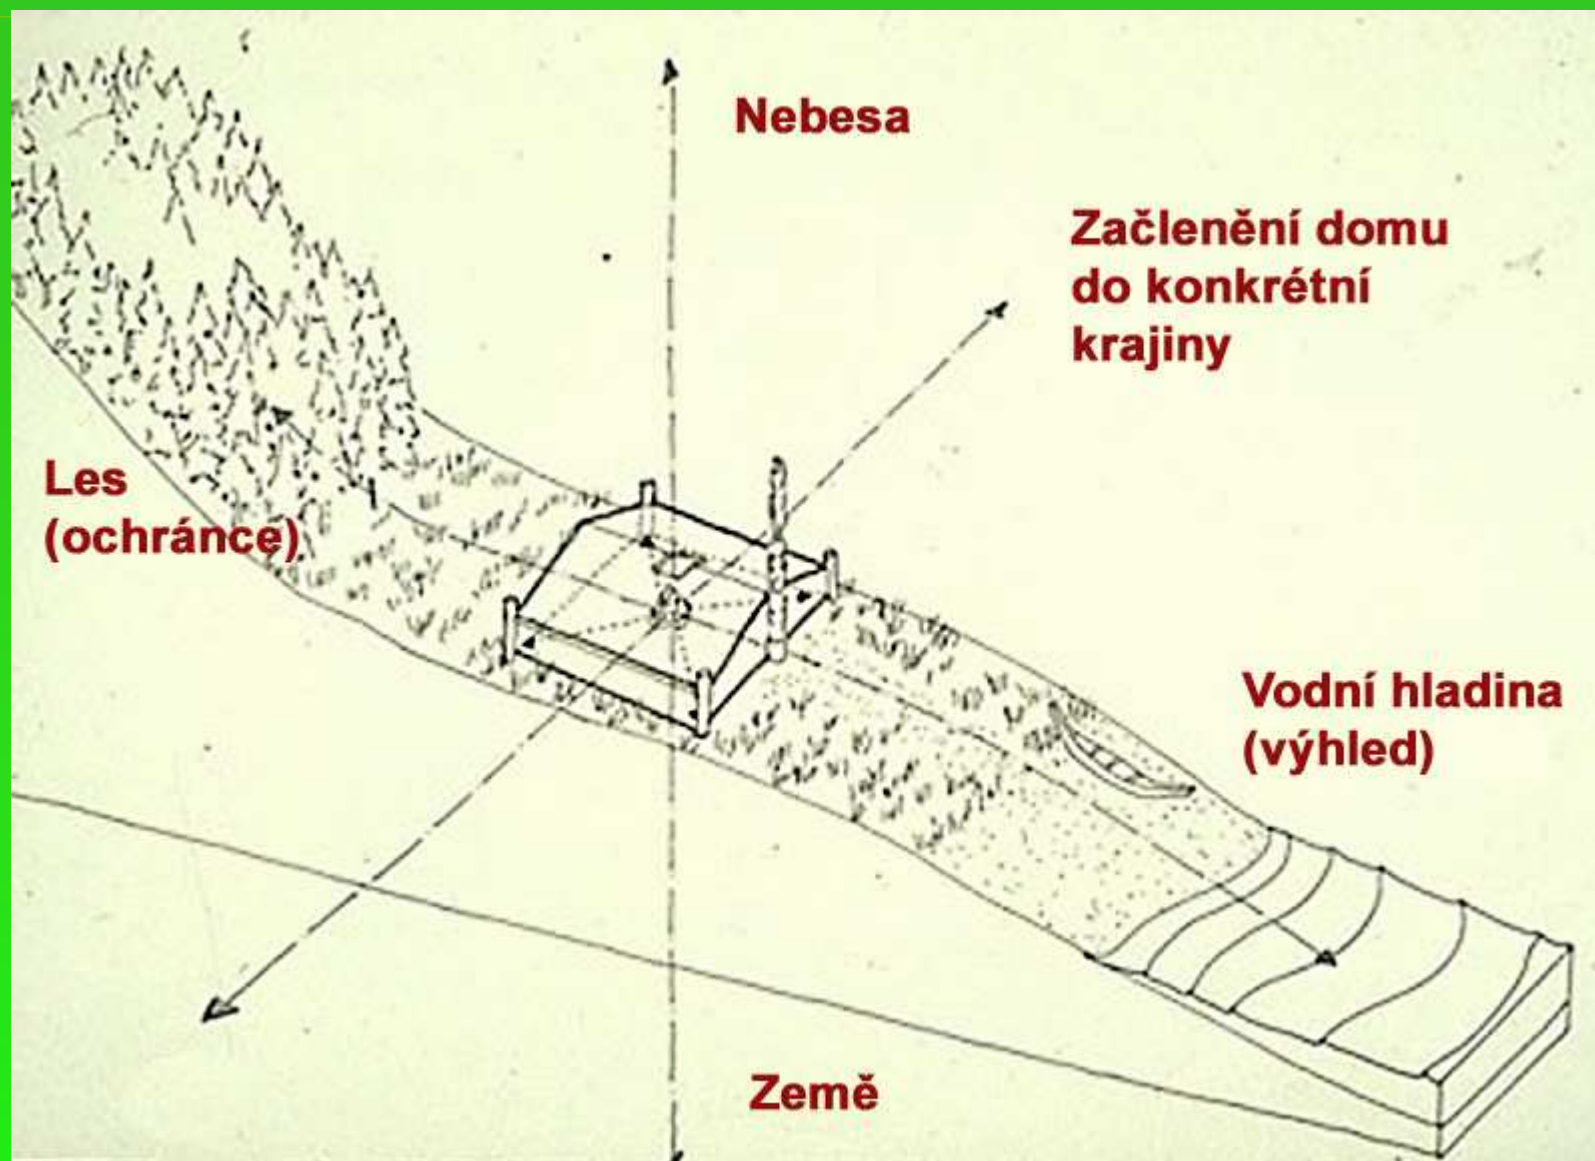 Nebesa
Začlenění domu
do konkrétní
krajiny
Les
(ochránce)
Vodní hladina
(výhled)
Země